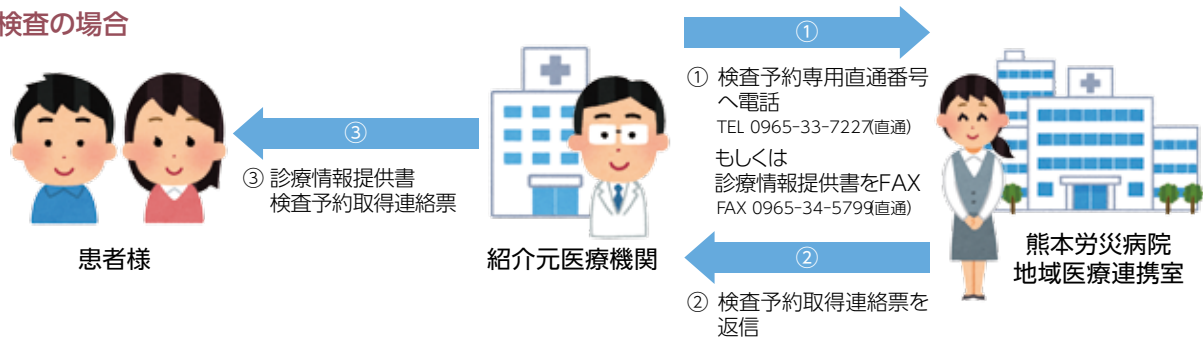 検査の場合
①
① 検査予約専用直通番号
へ電話
TEL 0965-33-7227(直通)
もしくは
診療情報提供書をFAX
FAX 0965-34-5799(直通)
③
③ 診療情報提供書
検査予約取得連絡票
患者様
紹介元医療機関
②
② 検査予約取得連絡票を
返信
熊本労災病院
地域医療連携室